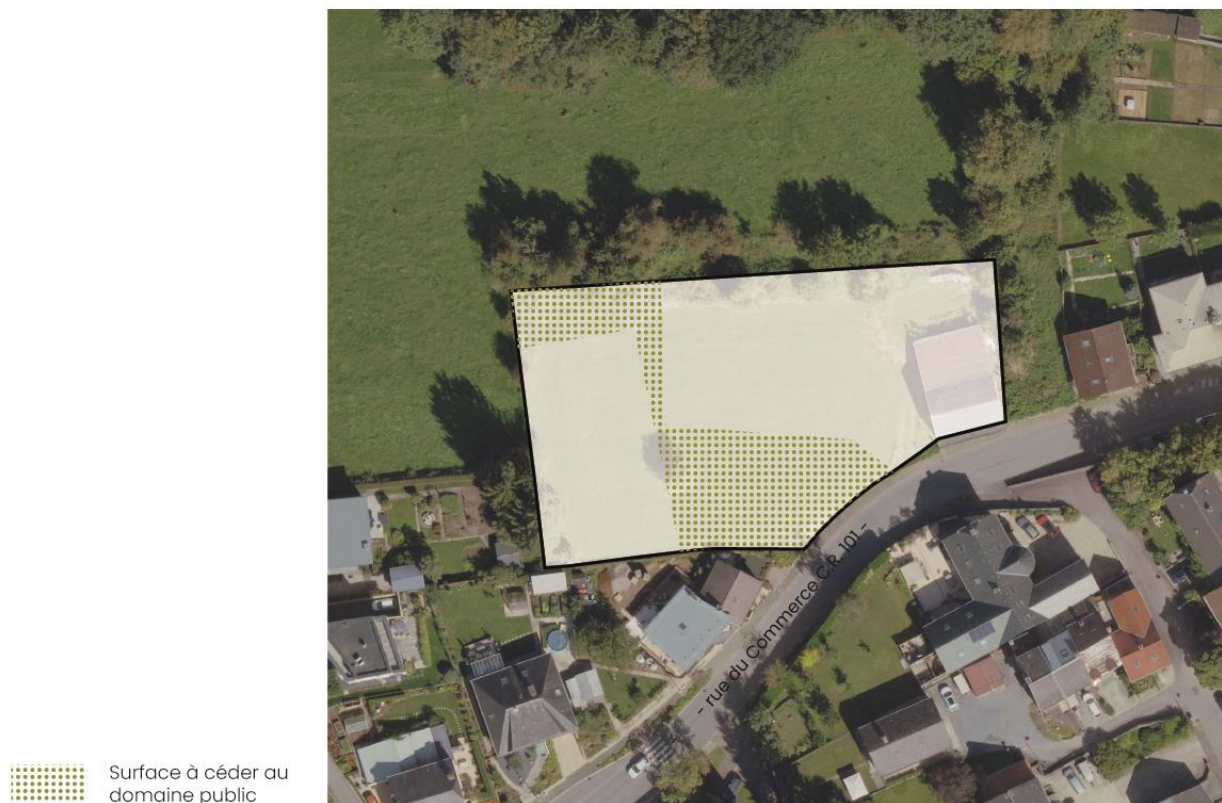 - rue du Commerce C.R. 101 -
Surface à céder au
domaine public